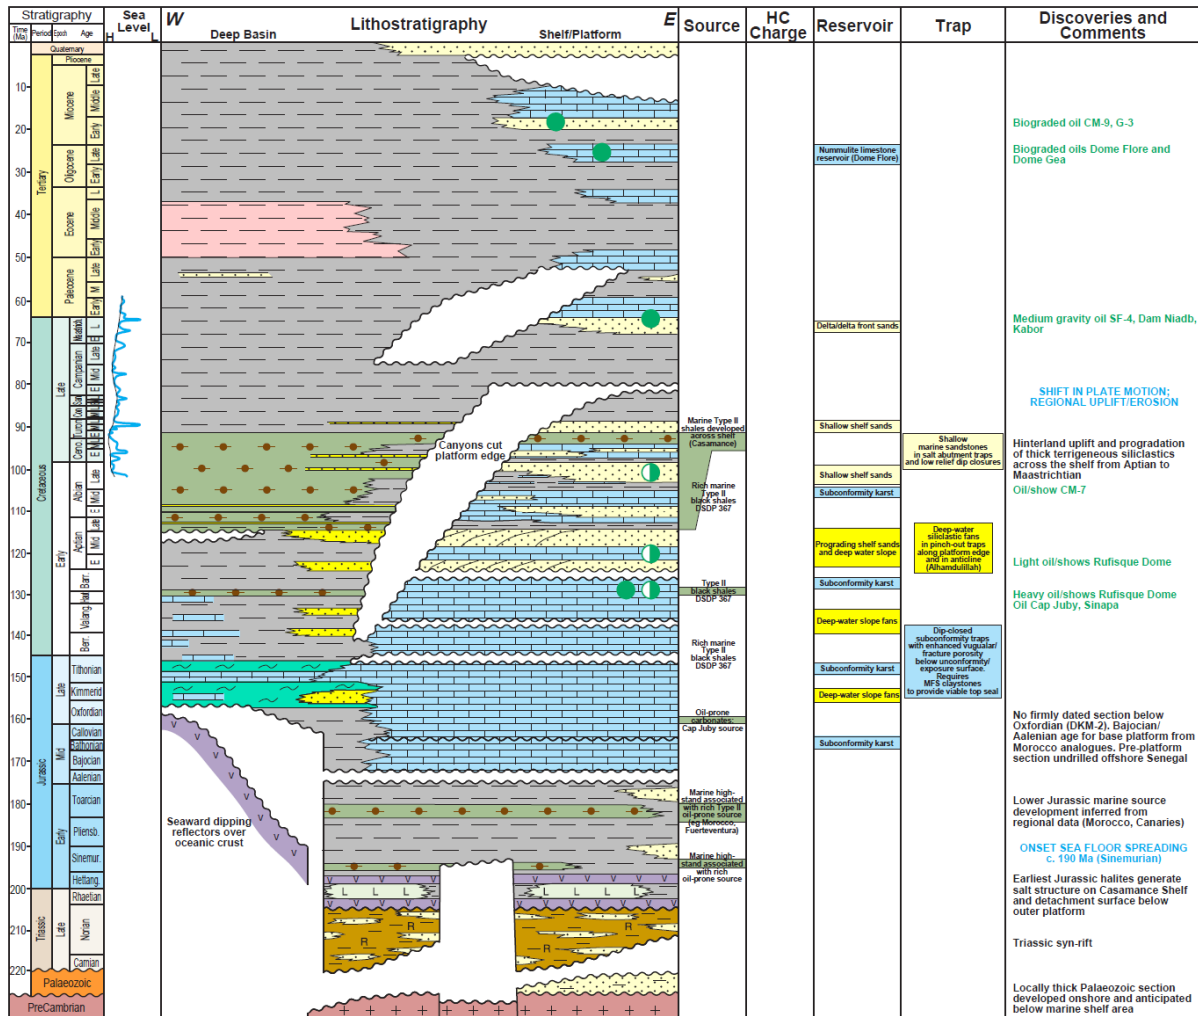 Stratigraphy
Time (Ma)
Period
Epoch
Age
Sea Level
H
L
W
Lithostratigraphy
E
Deep Basin
Shelf/Platform
Source
HC Charge
Reservoir
Trap
Discoveries and Comments
Quaternary
Pliocene
10
20
30
40
50
60
70
80
90
100
110
120
130
140
150
160
170
180
190
200
210
220
Tertiary
Cretaceous
Jurassic
Triassic
Miocene
Oligocene
Eocene
Paleocene
Late
Early
Late
Mid
Early
Late
Late
Middle
Early
Late
Early
L
Middle
Early
Late
M
Early
Maastrich.
L
E
Campanian
Late
Mid
E
San
Con
Turon
Ceno.
Albian
Late
Mid
E
Aptian
Late
Mid
E
Barr.
Haut
Valang.
Berr.
Tithonian
Kimmerid
Oxfordian
Callovian
Bathonian
Bajocian
Aalenian
Toarcian
Pliensb.
Sinemur.
Hettang.
Rhaetian
Norian
Carnian
Palaeozoic
PreCambrian
Canyons cut
platform edge
Seaward dipping
reflectors over
oceanic crust
V
V
V
V
V
V V V V V V
V V V V V V V
L L L
L L L L
V V
V V V V V
R
R
R
R
Marine Type II
shales developed
across shelf
(Casamance)
Rich marine
Type II
black shales
DSDP 367
Type II
black shales
DSDP 367
Rich marine
Type II
black shales
DSDP 367
Oil-prone
carbonates:
Cap Juby source
Marine high-
stand associated
with rich Type II
oil-prone source
(eg Morocco,
Fuerteventura)
Marine high-
stand associated
with rich
oil-prone source
Nummulite limestone
reservoir (Dome Flore)
Delta/delta front sands
Shallow shelf sands
Shallow shelf sands
Subconformity karst
Prograding shelf sands
and deep water slope
Subconformity karst
Deep-water slope fans
Subconformity karst
Deep-water slope fans
Subconformity karst
Shallow
marine sandstones
in salt abutment traps
and low relief dip closures
Deep-water
siliclastic fans
in pinch-out traps
along platform edge
and in anticline
(Alhamdulillah)
Dip-closed
subconformity traps
with enhanced vugualar/
fracture porosity
below unconformity/
exposure surface.
Requires
MFS claystones
to provide viable top seal
Biograded oil CM-9, G-3
Biograded oils Dome Flore and
Dome Gea
Medium gravity oil SF-4, Dam Niadb,
Kabor
SHIFT IN PLATE MOTION;
REGIONAL UPLIFT/EROSION
Hinterland uplift and progradation
of thick terrigeneous siliclastics
across the shelf from Aptian to
Maastrichtian
Oil/show CM-7
Light oil/shows Rufisque Dome
Heavy oil/shows Rufisque Dome
Oil Cap Juby, Sinapa
No firmly dated section below
Oxfordian (DKM-2). Bajocian/
Aalenian age for base platform from
Morocco analogues. Pre-platform
section undrilled offshore Senegal
Lower Jurassic marine source
development inferred from
regional data (Morocco, Canaries)
ONSET SEA FLOOR SPREADING
c. 190 Ma (Sinemurian)
Earliest Jurassic halites generate
salt structure on Casamance Shelf
and detachment surface below
outer platform
Triassic syn-rift
Locally thick Palaeozoic section
developed onshore and anticipated
below marine shelf area